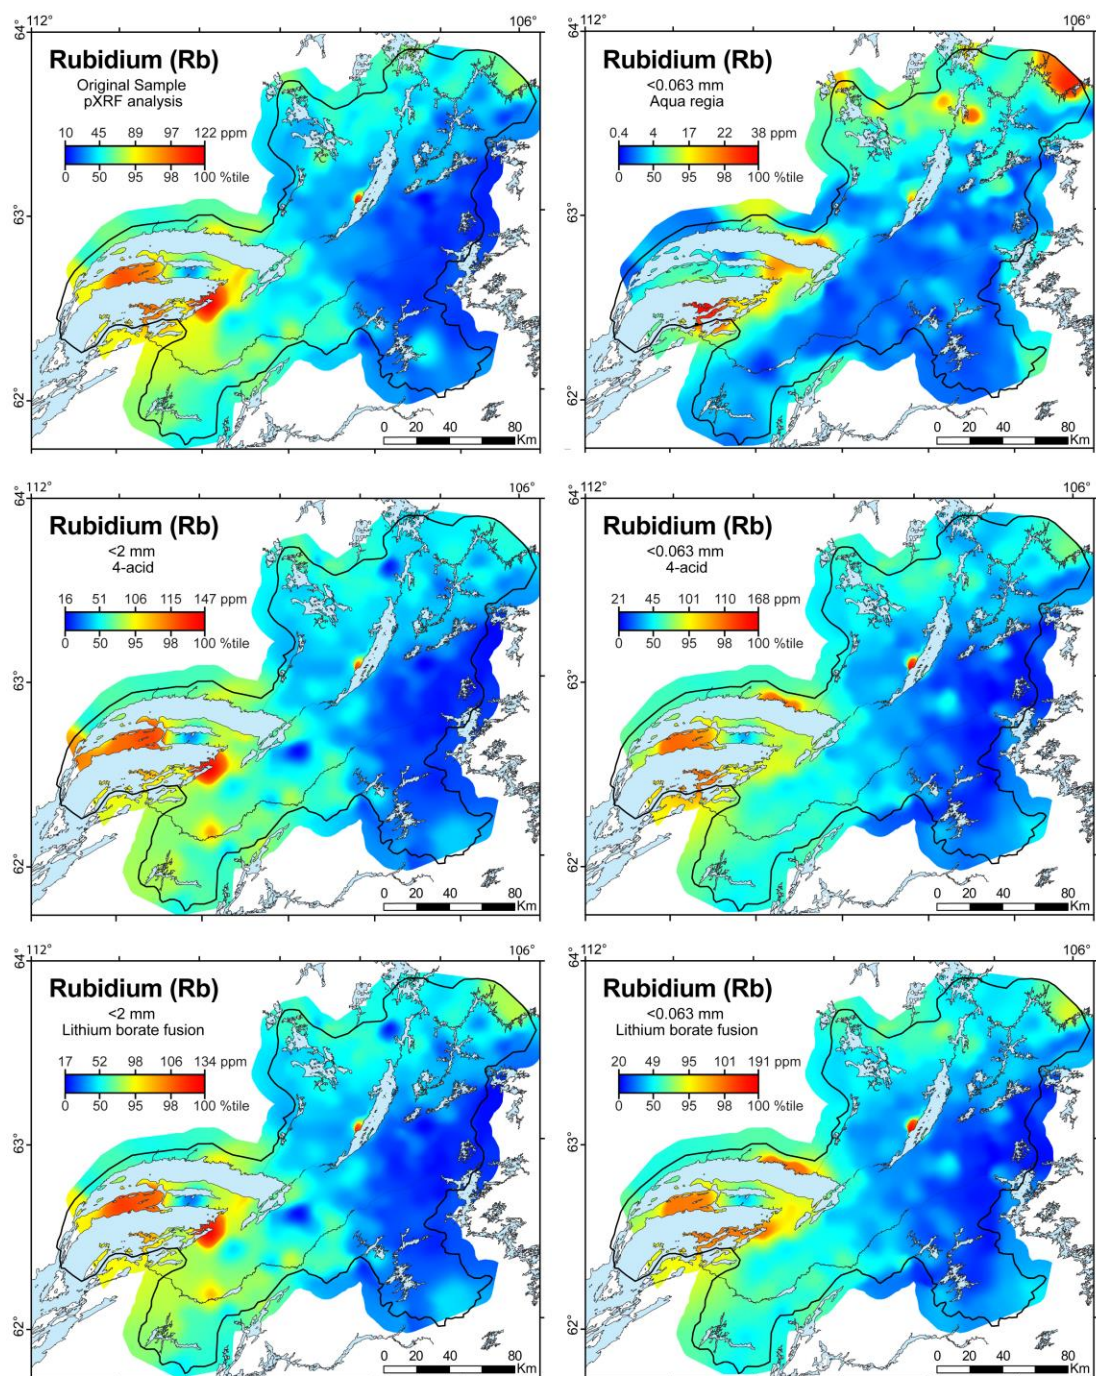 112° 106°
64°
63°
62°
Rubidium (Rb)
Original Sample
pXRF analysis
10 45 89 97 122 ppm
0 50 95 98 100 %tile
0 20 40 60 80
Km
Rubidium (Rb)
<0.063 mm
Aqua regia
0.4 4 17 22 38 ppm
0 50 95 98 100 %tile
112° 106°
64°
63°
62°
0 20 40 60 80
Km
112° 106°
64°
63°
62°
Rubidium (Rb)
<2 mm
4-acid
16 51 106 115 147 ppm
0 50 95 98 100 %tile
0 20 40 60 80
Km
112° 106°
64°
63°
62°
Rubidium (Rb)
<0.063 mm
4-acid
21 45 101 110 168 ppm
0 50 95 98 100 %tile
0 20 40 60 80
Km
112° 106°
64°
63°
62°
Rubidium (Rb)
<2 mm
Lithium borate fusion
17 52 98 106 134 ppm
0 50 95 98 100 %tile
0 20 40 60 80
Km
112° 106°
64°
63°
62°
Rubidium (Rb)
<0.063 mm
Lithium borate fusion
20 49 95 101 191 ppm
0 50 95 98 100 %tile
0 20 40 60 80
Km